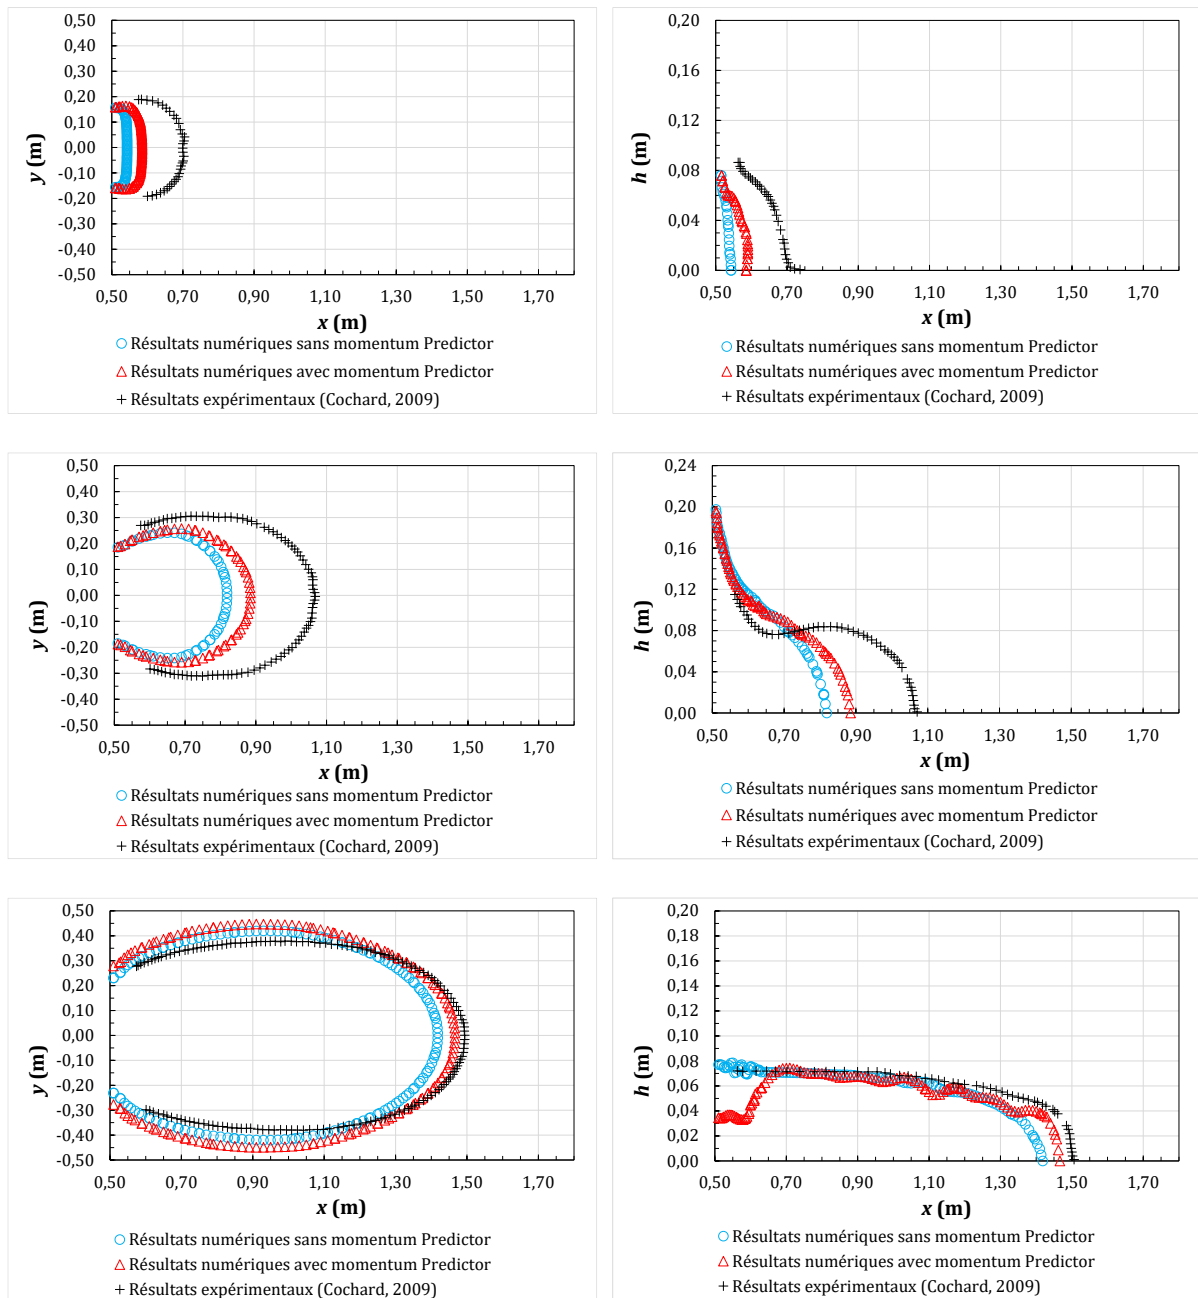 0,50
0,40
0,30
0,20
0,10
0,00
-0,10
-0,20
-0,30
-0,40
-0,50
y (m)
0,50 0,70 0,90 1,10 1,30 1,50 1,70
x (m)
Résultats numériques sans momentum Predictor
Résultats numériques avec momentum Predictor
Résultats expérimentaux (Cochard, 2009)
0,20
0,16
0,12
0,08
0,04
0,00
h (m)
0,50 0,70 0,90 1,10 1,30 1,50 1,70
x (m)
Résultats numériques sans momentum Predictor
Résultats numériques avec momentum Predictor
Résultats expérimentaux (Cochard, 2009)
0,50
0,40
0,30
0,20
0,10
0,00
-0,10
-0,20
-0,30
-0,40
-0,50
y (m)
0,50 0,70 0,90 1,10 1,30 1,50 1,70
x (m)
Résultats numériques sans momentum Predictor
Résultats numériques avec momentum Predictor
Résultats expérimentaux (Cochard, 2009)
0,24
0,20
0,16
0,12
0,08
0,04
0,00
h (m)
0,50 0,70 0,90 1,10 1,30 1,50 1,70
x (m)
Résultats numériques sans momentum Predictor
Résultats numériques avec momentum Predictor
Résultats expérimentaux (Cochard, 2009)
0,50
0,40
0,30
0,20
0,10
0,00
-0,10
-0,20
-0,30
-0,40
-0,50
y (m)
0,50 0,70 0,90 1,10 1,30 1,50 1,70
x (m)
Résultats numériques sans momentum Predictor
Résultats numériques avec momentum Predictor
Résultats expérimentaux (Cochard, 2009)
0,20
0,18
0,16
0,14
0,12
0,10
0,08
0,06
0,04
0,02
0,00
h (m)
0,50 0,70 0,90 1,10 1,30 1,50 1,70
x (m)
Résultats numériques sans momentum Predictor
Résultats numériques avec momentum Predictor
Résultats expérimentaux (Cochard, 2009)